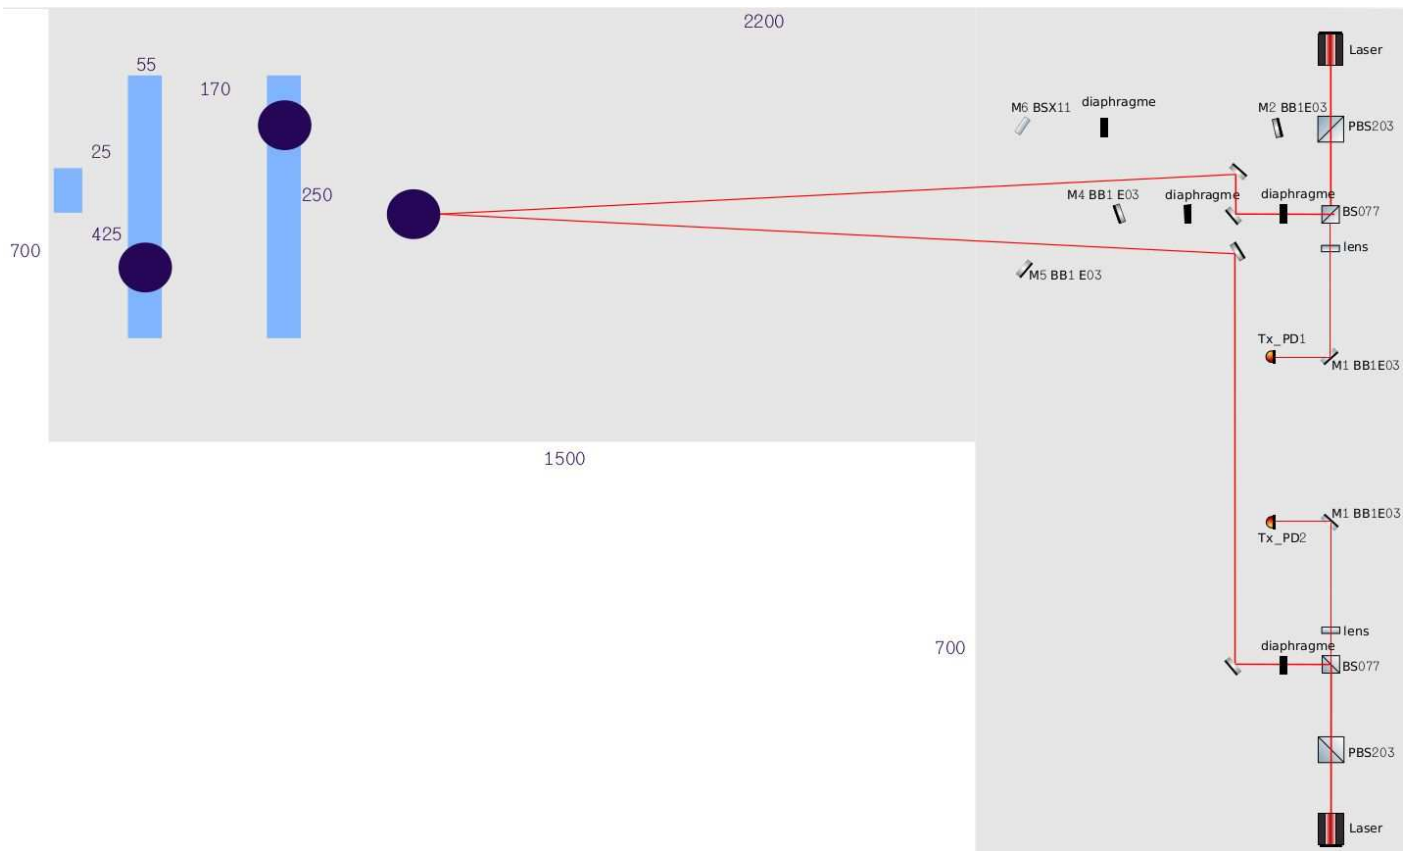 2200
Laser
55
170
M6 BSX11
diaphragme
M2 BB1E03
PBS203
25
250
M4 BB1 E03
diaphragme
diaphragme
BS077
425
700
lens
M5 BB1 E03
Tx_PD1
M1 BB1E03
1500
M1 BB1E03
Tx_PD2
lens
700
diaphragme
BS077
PBS203
Laser